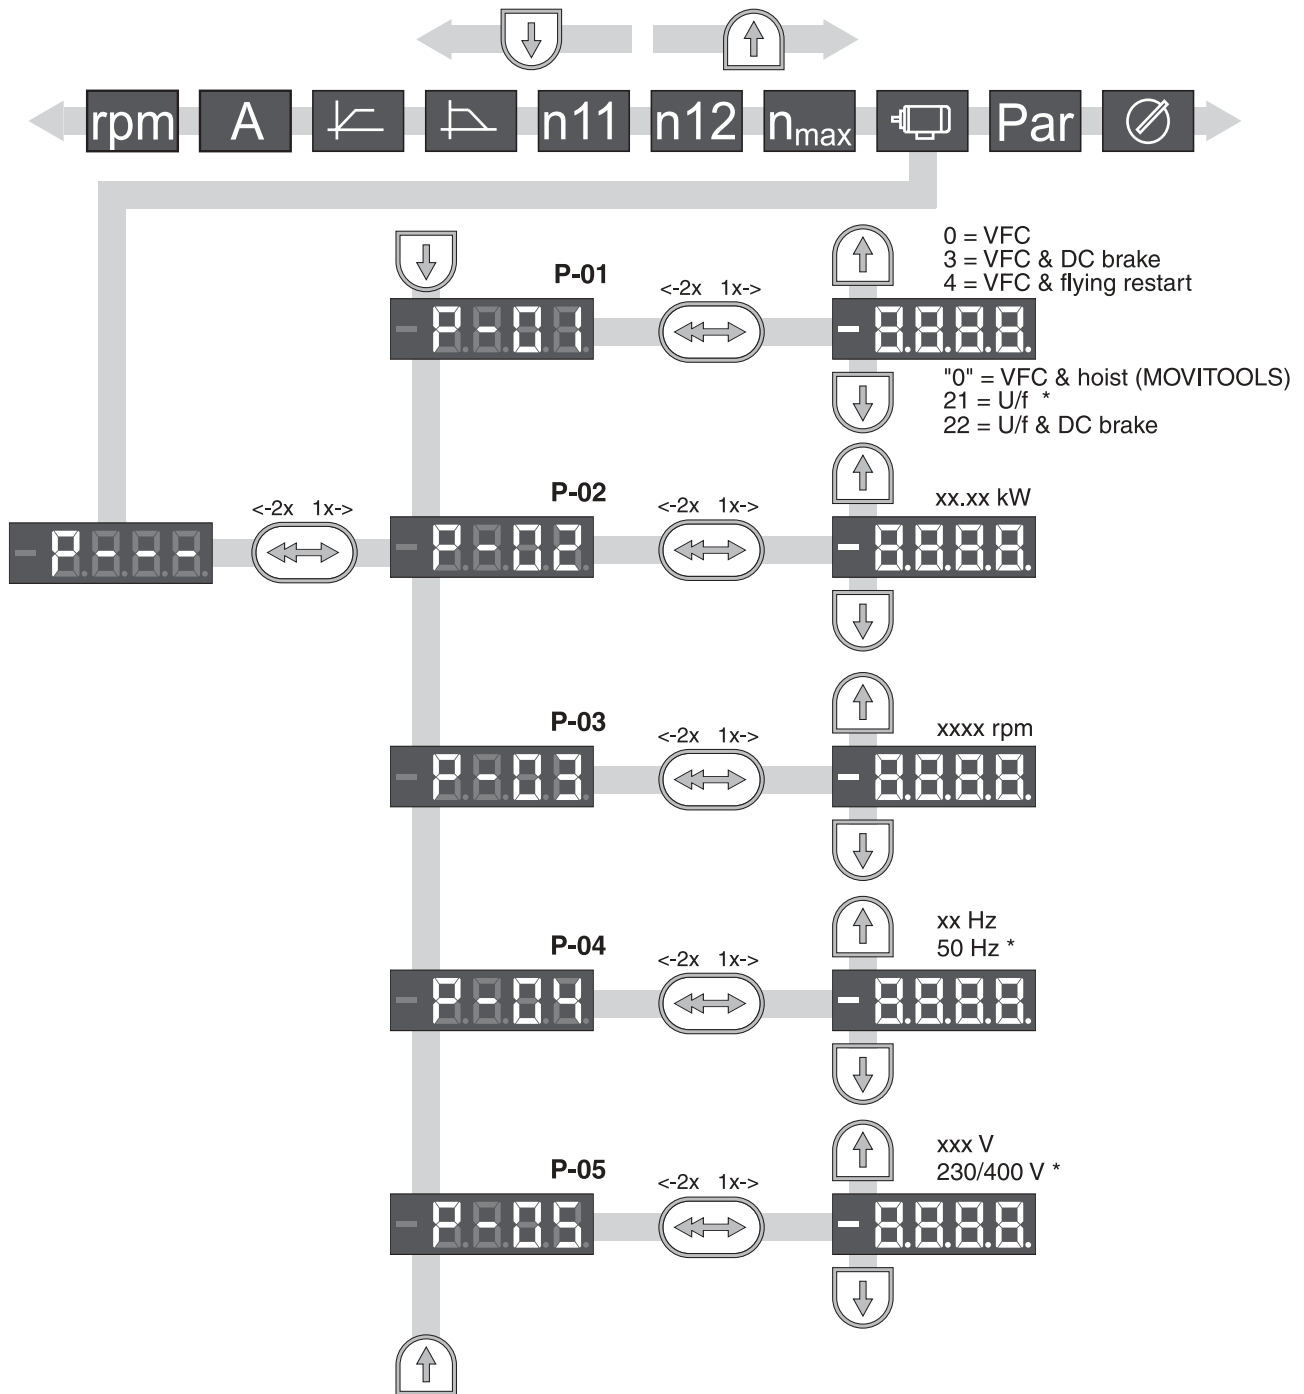 rpm A n11 n12 nmax Par
0 = VFC
3 = VFC & DC brake
4 = VFC & flying restart
P-01
<-2x 1x->
P-01
8.8.8.8.
"0" = VFC & hoist (MOVITOOLS)
21 = U/f *
22 = U/f & DC brake
P-02
<-2x 1x->
xx.xx kW
<-2x 1x->
P---
P-02
8.8.8.8.
P-03
<-2x 1x->
xxxx rpm
P-03
8.8.8.8.
P-04
<-2x 1x->
xx Hz
50 Hz *
P-04
8.8.8.8.
P-05
<-2x 1x->
xxx V
230/400 V *
P-05
8.8.8.8.